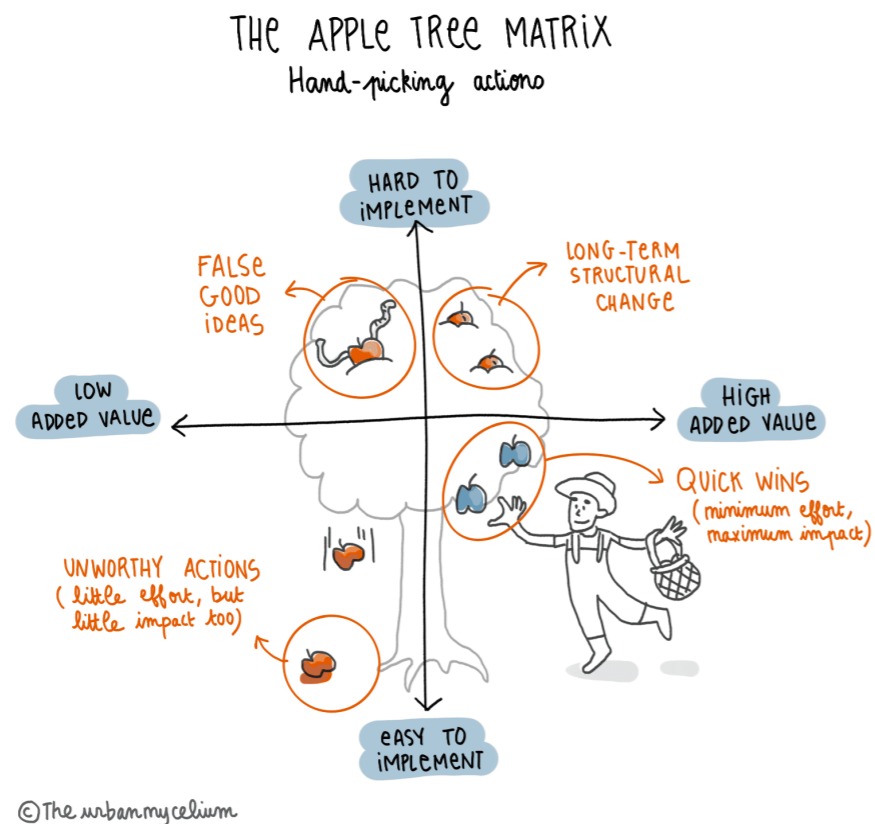 THE APPLE TREE MATRIX
Hand-picking actions
HARD TO
IMPLEMENT
FALSE
GOOD
IDEAS
LONG-TERM
STRUCTURAL
CHANGE
LOW
ADDED VALUE
HIGH
ADDED VALUE
QUICK WINS
(minimum effort,
maximum impact)
UNWORTHY ACTIONS
(little effort, but
little impact too)
EASY TO
IMPLEMENT
©The urbanmycelium